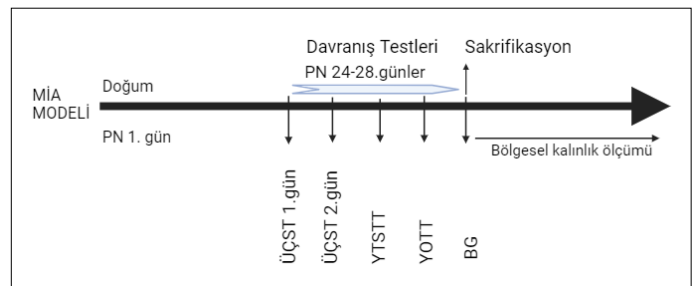 Davranış Testleri
Sakrifikasyon
PN 24-28.günler
Doğum
MİA
MODELİ
PN 1. gün
Bölgesel kalınlık ölçümü
ÜÇST 1.gün
ÜÇST 2.gün
YTSTT
YOTT
BG